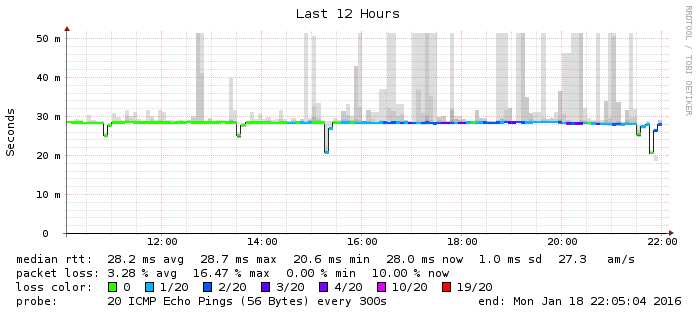 Last 12 Hours
RRDTOOL / TOBI OETIKER
Seconds
50 m
40 m
30 m
20 m
10 m
0
12:00 14:00 16:00 18:00 20:00 22:00
median rtt: 28.2 ms avg 28.7 ms max 20.6 ms min 28.0 ms now 1.0 ms sd 27.3 am/s
packet loss: 3.28 % avg 16.47 % max 0.00 % min 10.00 % now
loss color: 0 1/20 2/20 3/20 4/20 10/20 19/20
probe: 20 ICMP Echo Pings (56 Bytes) every 300s end: Mon Jan 18 22:05:04 2016